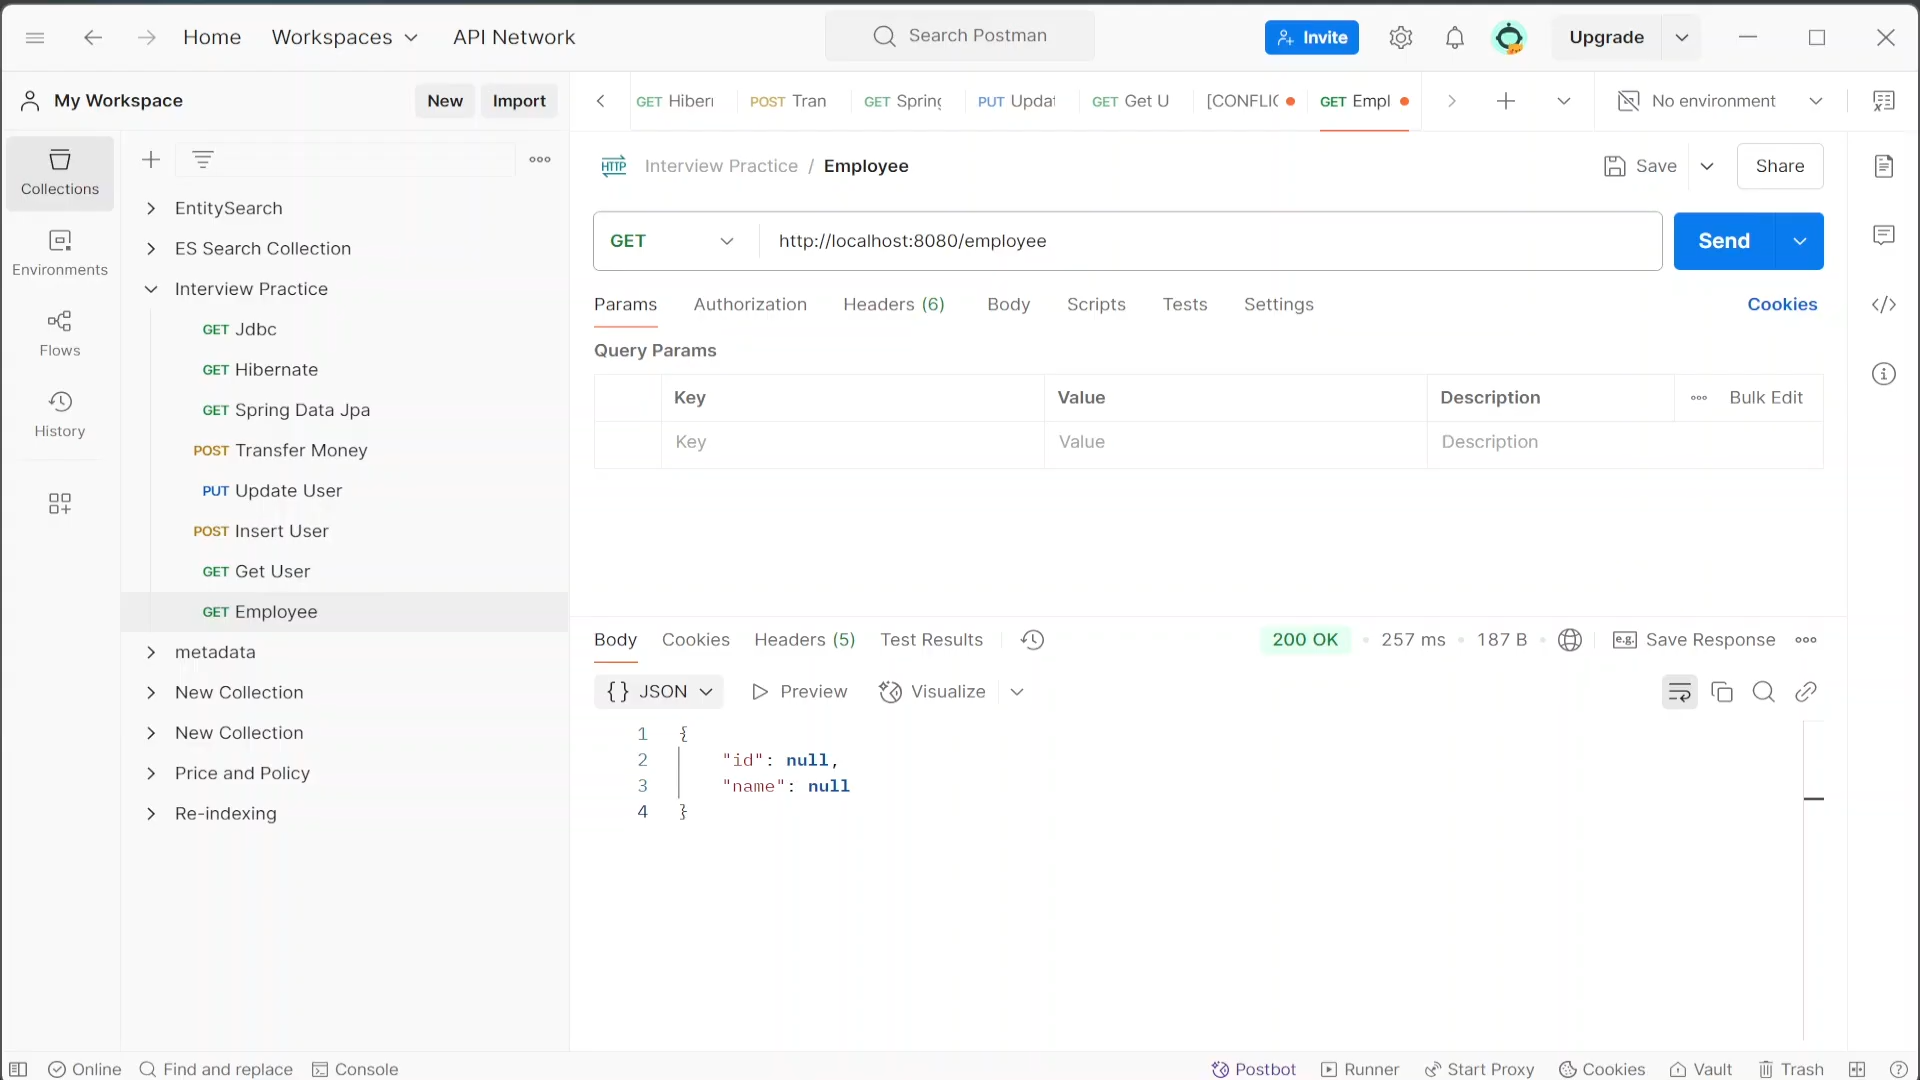 Home Workspaces API Network Search Postman Invite Upgrade
My Workspace New Import
GET Hibern POST Tran GET Spring PUT Updat GET Get U [CONFLIC GET Empl No environment
Collections
Environments
Flows
History
EntitySearch
ES Search Collection
Interview Practice
GET Jdbc
GET Hibernate
GET Spring Data Jpa
POST Transfer Money
PUT Update User
POST Insert User
GET Get User
GET Employee
metadata
New Collection
New Collection
Price and Policy
Re-indexing
HTTP Interview Practice / Employee Save Share
GET http://localhost:8080/employee Send
Params Authorization Headers (6) Body Scripts Tests Settings Cookies
Query Params
Key Value Description Bulk Edit
Key Value Description
Body Cookies Headers (5) Test Results 200 OK 257 ms 187 B e.g. Save Response
{} JSON Preview Visualize
1 {
2 "id": null,
3 "name": null
4 }
Online Find and replace Console Postbot Runner Start Proxy Cookies Vault Trash